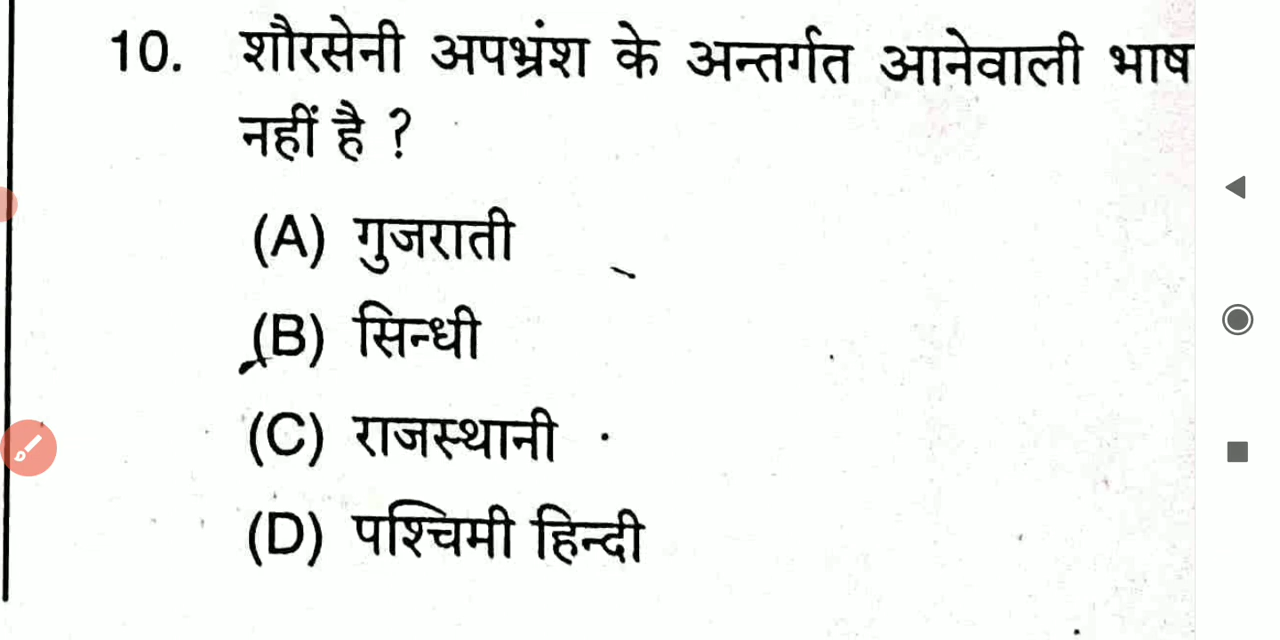 10. शौरसेनी अपभ्रंश के अन्तर्गत आनेवाली भाष
नहीं है ?
(A) गुजराती
(B) सिन्धी
(C) राजस्थानी
(D) पश्चिमी हिन्दी